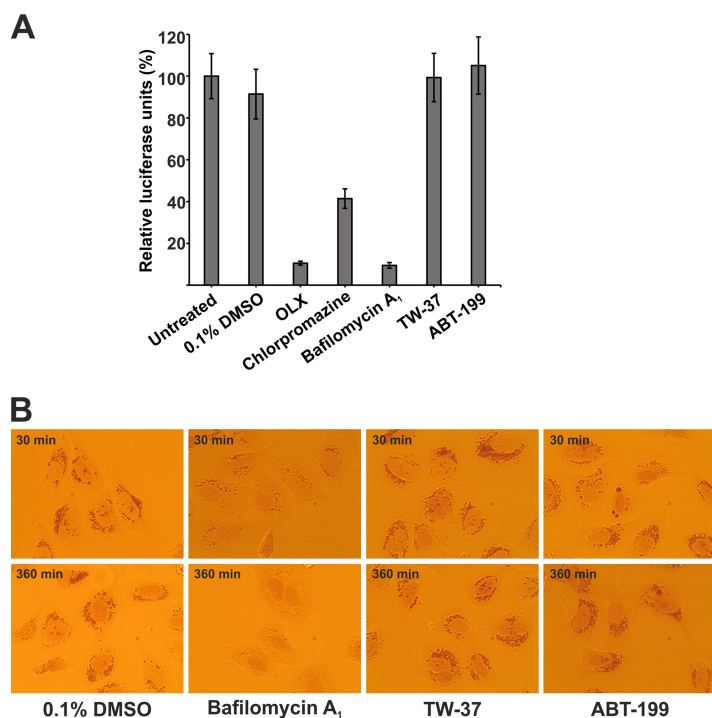 A
Relative luciferase units (%)
120
100
80
60
40
20
Untreated
0.1% DMSO
OLX
Chlorpromazine
Bafilomycin A₁
TW-37
ABT-199
B
30 min
30 min
30 min
30 min
360 min
360 min
360 min
360 min
0.1% DMSO
Bafilomycin A₁
TW-37
ABT-199